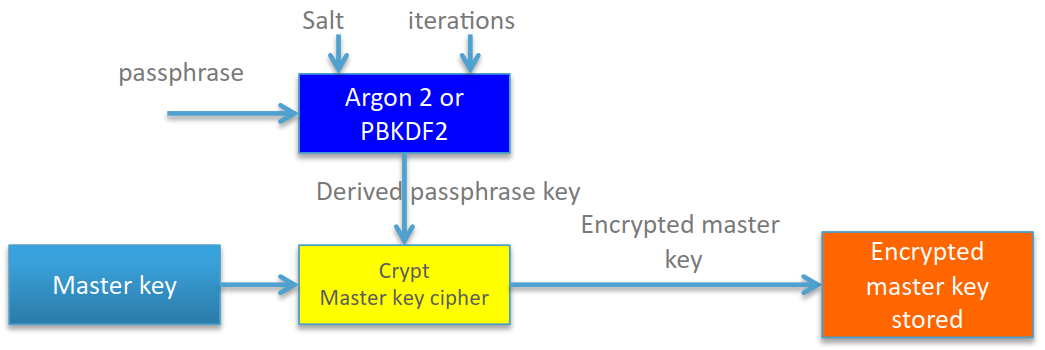 Salt
iterations
passphrase
Argon 2 or
PBKDF2
Derived passphrase key
Encrypted master
key
Master key
Crypt
Master key cipher
Encrypted
master key
stored